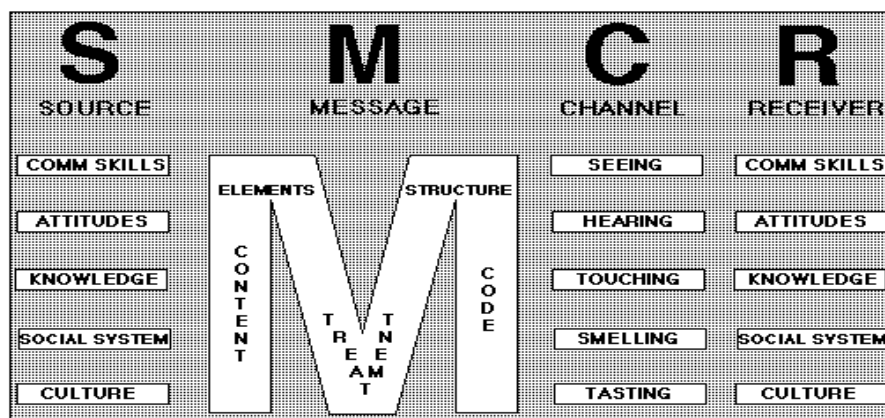 S M C R
SOURCE MESSAGE CHANNEL RECEIVER
COMM SKILLS
ATTITUDES
KNOWLEDGE
SOCIAL SYSTEM
CULTURE
ELEMENTS STRUCTURE
CONTENT
TREATMENT
CODE
SEEING
HEARING
TOUCHING
SMELLING
TASTING
COMM SKILLS
ATTITUDES
KNOWLEDGE
SOCIAL SYSTEM
CULTURE